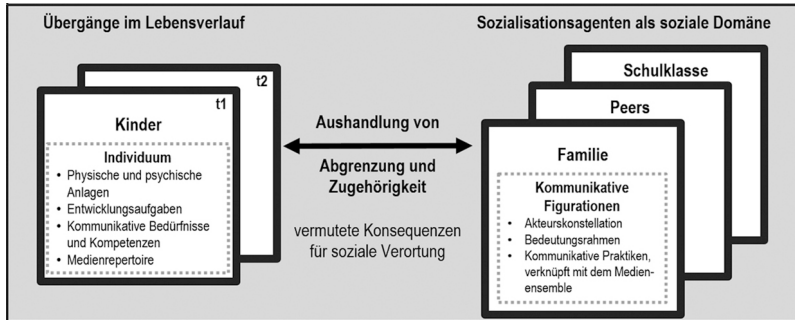 Übergänge im Lebensverlauf
t2
t1
Kinder
Individuum
• Physische und psychische
Anlagen
• Entwicklungsaufgaben
• Kommunikative Bedürfnisse
und Kompetenzen
• Medienrepertoire
Aushandlung von
Abgrenzung und
Zugehörigkeit
vermutete Konsequenzen
für soziale Verortung
Sozialisationsagenten als soziale Domäne
Schulklasse
Peers
Familie
Kommunikative
Figurationen
• Akteurskonstellation
• Bedeutungsrahmen
• Kommunikative Praktiken,
verknüpft mit dem Medien-
ensemble